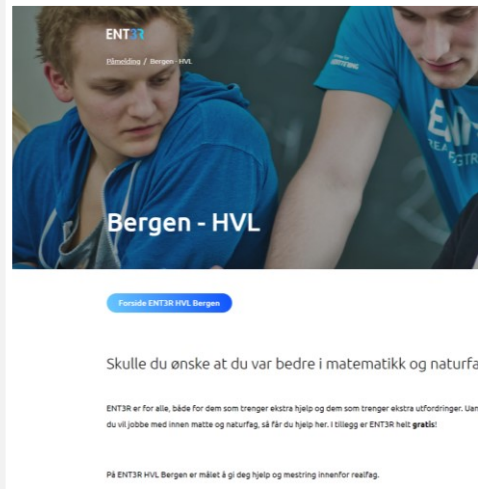 ENT3R
Påmelding / Bergen - HVL
Bergen - HVL
Forside ENT3R HVL Bergen
Skulle du ønske at du var bedre i matematikk og naturfa
ENT3R er for alle, både for dem som trenger ekstra hjelp og dem som trenger ekstra utfordringer. Uan
du vil jobbe med innen matte og naturfag, så får du hjelp her. I tillegg er ENT3R helt gratis!
På ENT3R HVL Bergen er målet å gi deg hjelp og mestring innenfor realfag.